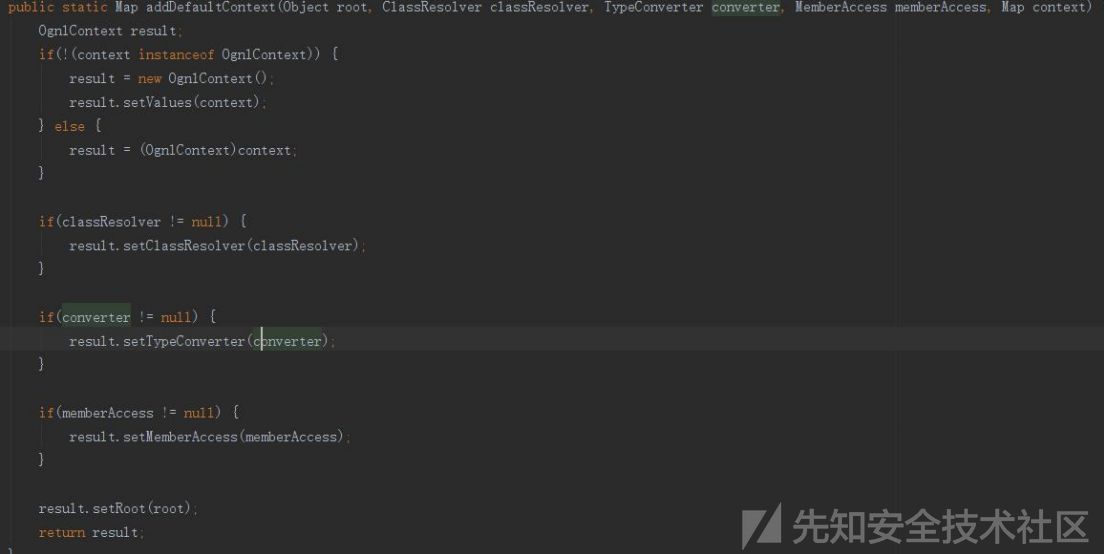 public static Map addDefaultContext(Object root, ClassResolver classResolver, TypeConverter converter, MemberAccess memberAccess, Map context)
OgnlContext result;
if(!(context instanceof OgnlContext)) {
result = new OgnlContext();
result.setValues(context);
} else {
result = (OgnlContext)context;
}
if(classResolver != null) {
result.setClassResolver(classResolver);
}
if(converter != null) {
result.setTypeConverter(converter);
}
if(memberAccess != null) {
result.setMemberAccess(memberAccess);
}
result.setRoot(root);
return result;
先知安全技术社区